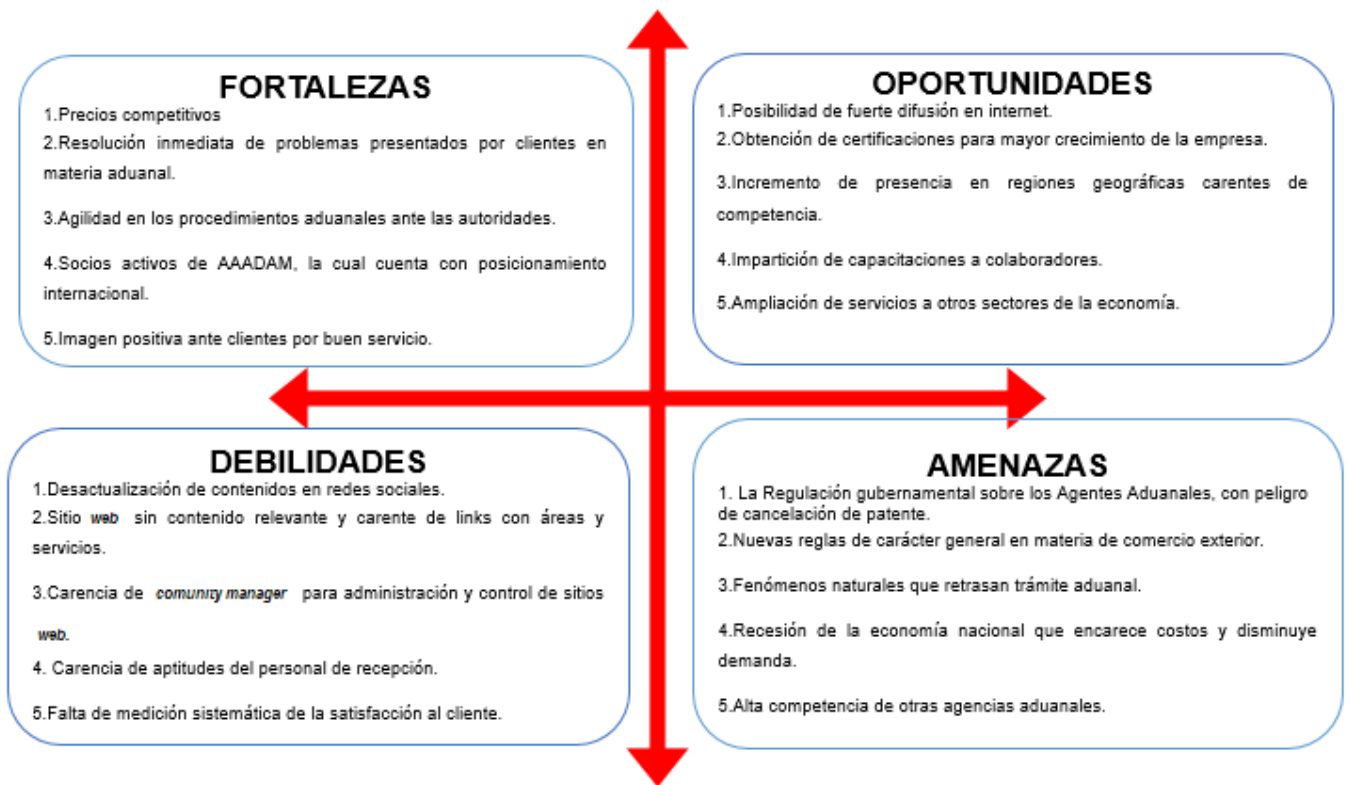 FORTALEZAS
1.Precios competitivos
2.Resolución inmediata de problemas presentados por clientes en
materia aduanal.
3.Agilidad en los procedimientos aduanales ante las autoridades.
4.Socios activos de AAADAM, la cual cuenta con posicionamiento
internacional.
5.Imagen positiva ante clientes por buen servicio.
OPORTUNIDADES
1.Posibilidad de fuerte difusión en internet.
2.Obtención de certificaciones para mayor crecimiento de la empresa.
3.Incremento de presencia en regiones geográficas carentes de
competencia.
4.Impartición de capacitaciones a colaboradores.
5.Ampliación de servicios a otros sectores de la economía.
DEBILIDADES
1.Desactualización de contenidos en redes sociales.
2.Sitio web sin contenido relevante y carente de links con áreas y
servicios.
3.Carencia de comunity manager para administración y control de sitios
web.
4. Carencia de aptitudes del personal de recepción.
5.Falta de medición sistemática de la satisfacción al cliente.
AMENAZAS
1. La Regulación gubernamental sobre los Agentes Aduanales, con peligro
de cancelación de patente.
2.Nuevas reglas de carácter general en materia de comercio exterior.
3.Fenómenos naturales que retrasan trámite aduanal.
4.Recesión de la economía nacional que encarece costos y disminuye
demanda.
5.Alta competencia de otras agencias aduanales.